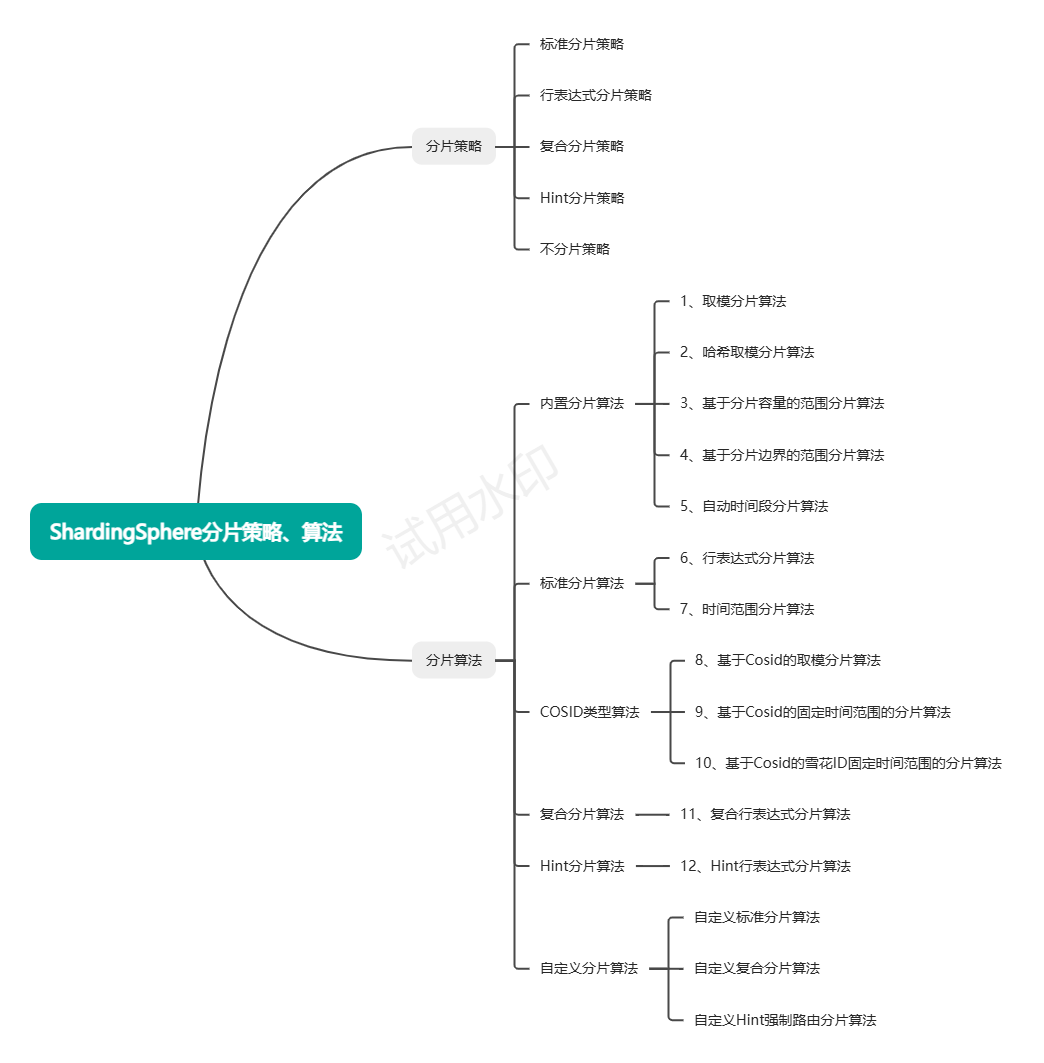 标准分片策略
行表达式分片策略
分片策略
复合分片策略
Hint分片策略
不分片策略
1、取模分片算法
2、哈希取模分片算法
内置分片算法
3、基于分片容量的范围分片算法
4、基于分片边界的范围分片算法
5、自动时间段分片算法
试用水印
ShardingSphere分片策略、算法
6、行表达式分片算法
标准分片算法
7、时间范围分片算法
分片算法
8、基于Cosid的取模分片算法
COSID类型算法
9、基于Cosid的固定时间范围的分片算法
10、基于Cosid的雪花ID固定时间范围的分片算法
复合分片算法
11、复合行表达式分片算法
Hint分片算法
12、Hint行表达式分片算法
自定义标准分片算法
自定义分片算法
自定义复合分片算法
自定义Hint强制路由分片算法